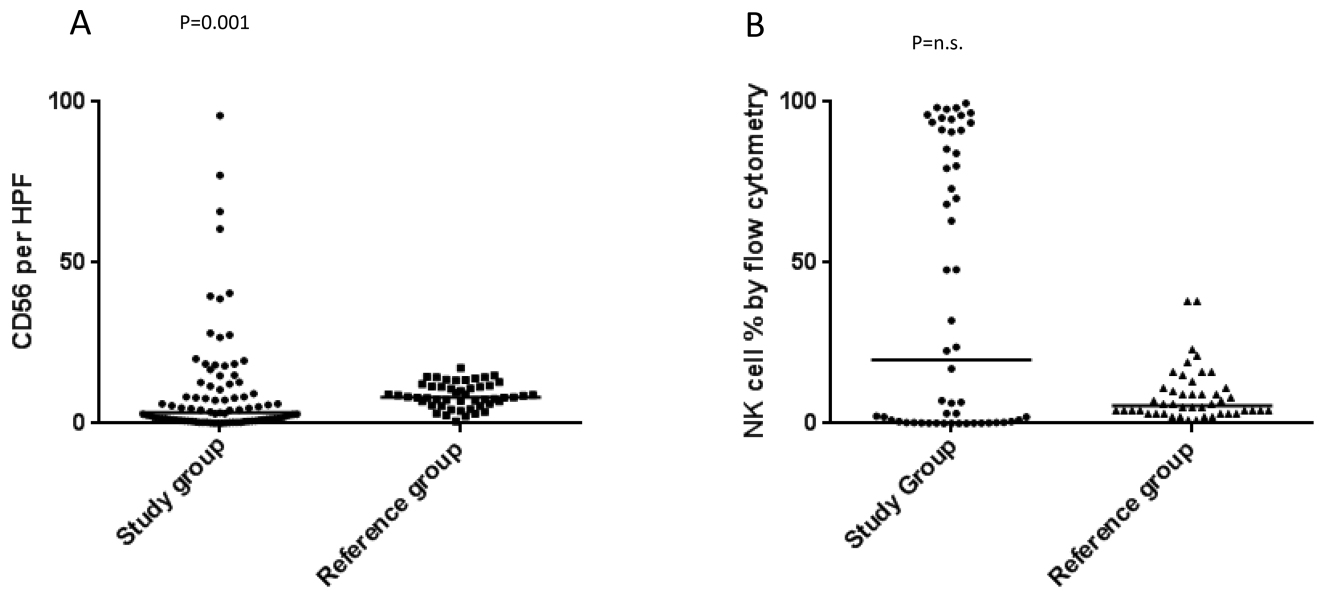 A
P=0.001
CD56 per HPF
100
50
0
Study group
Reference group
B
P=n.s.
NK cell % by flow cytometry
100
50
0
Study Group
Reference group